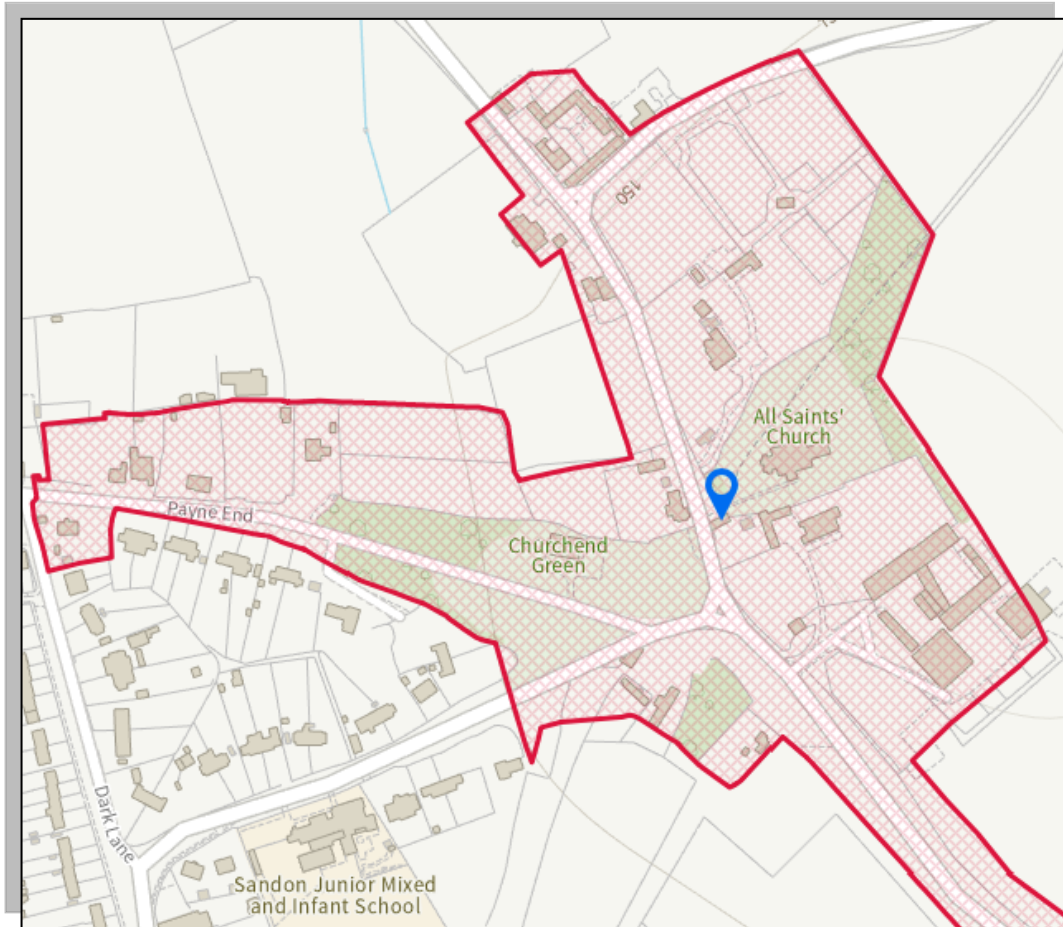 150
All Saints'
Church
Payne End
Churchend
Green
Dark Lane
Sandon Junior Mixed
and Infant School